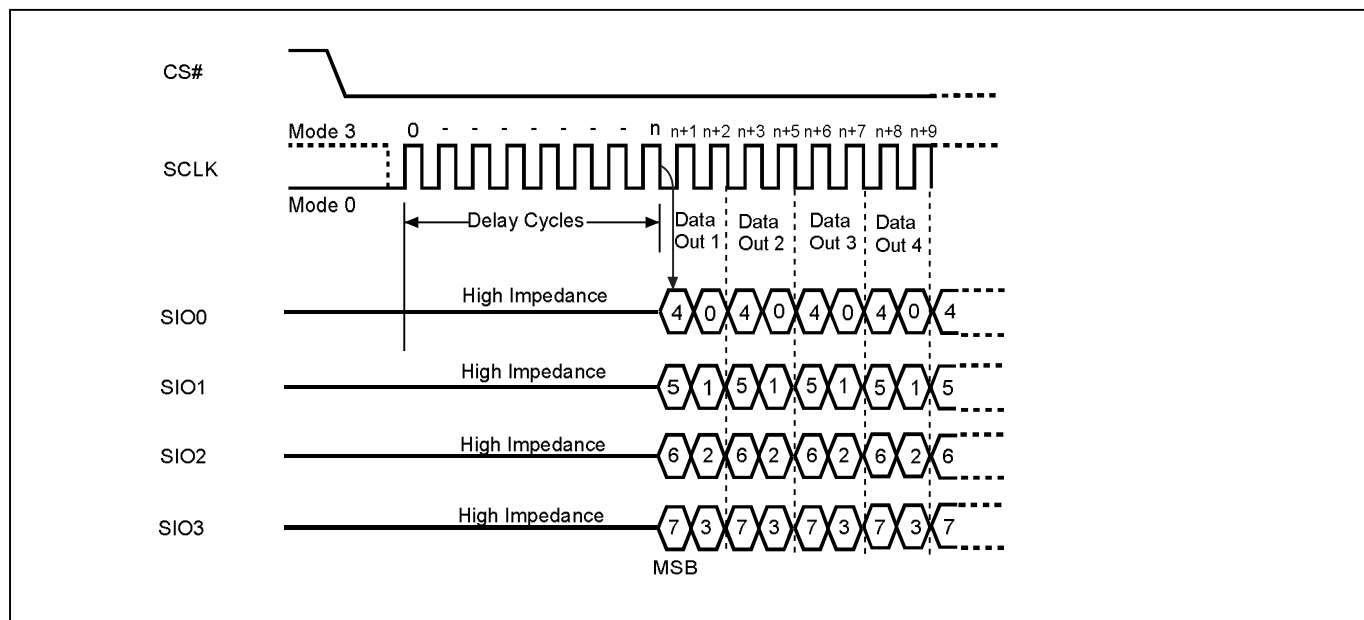 CS#
Mode 3
0 - - - - - - n n+1 n+2 n+3 n+5 n+6 n+7 n+8 n+9
SCLK
Mode 0
Delay Cycles
Data Out 1
Data Out 2
Data Out 3
Data Out 4
SIO0
High Impedance
4 0 4 0 4 0 4 0 4
SIO1
High Impedance
5 1 5 1 5 1 5 1 5
SIO2
High Impedance
6 2 6 2 6 2 6 2 6
SIO3
High Impedance
7 3 7 3 7 3 7 3 7
MSB